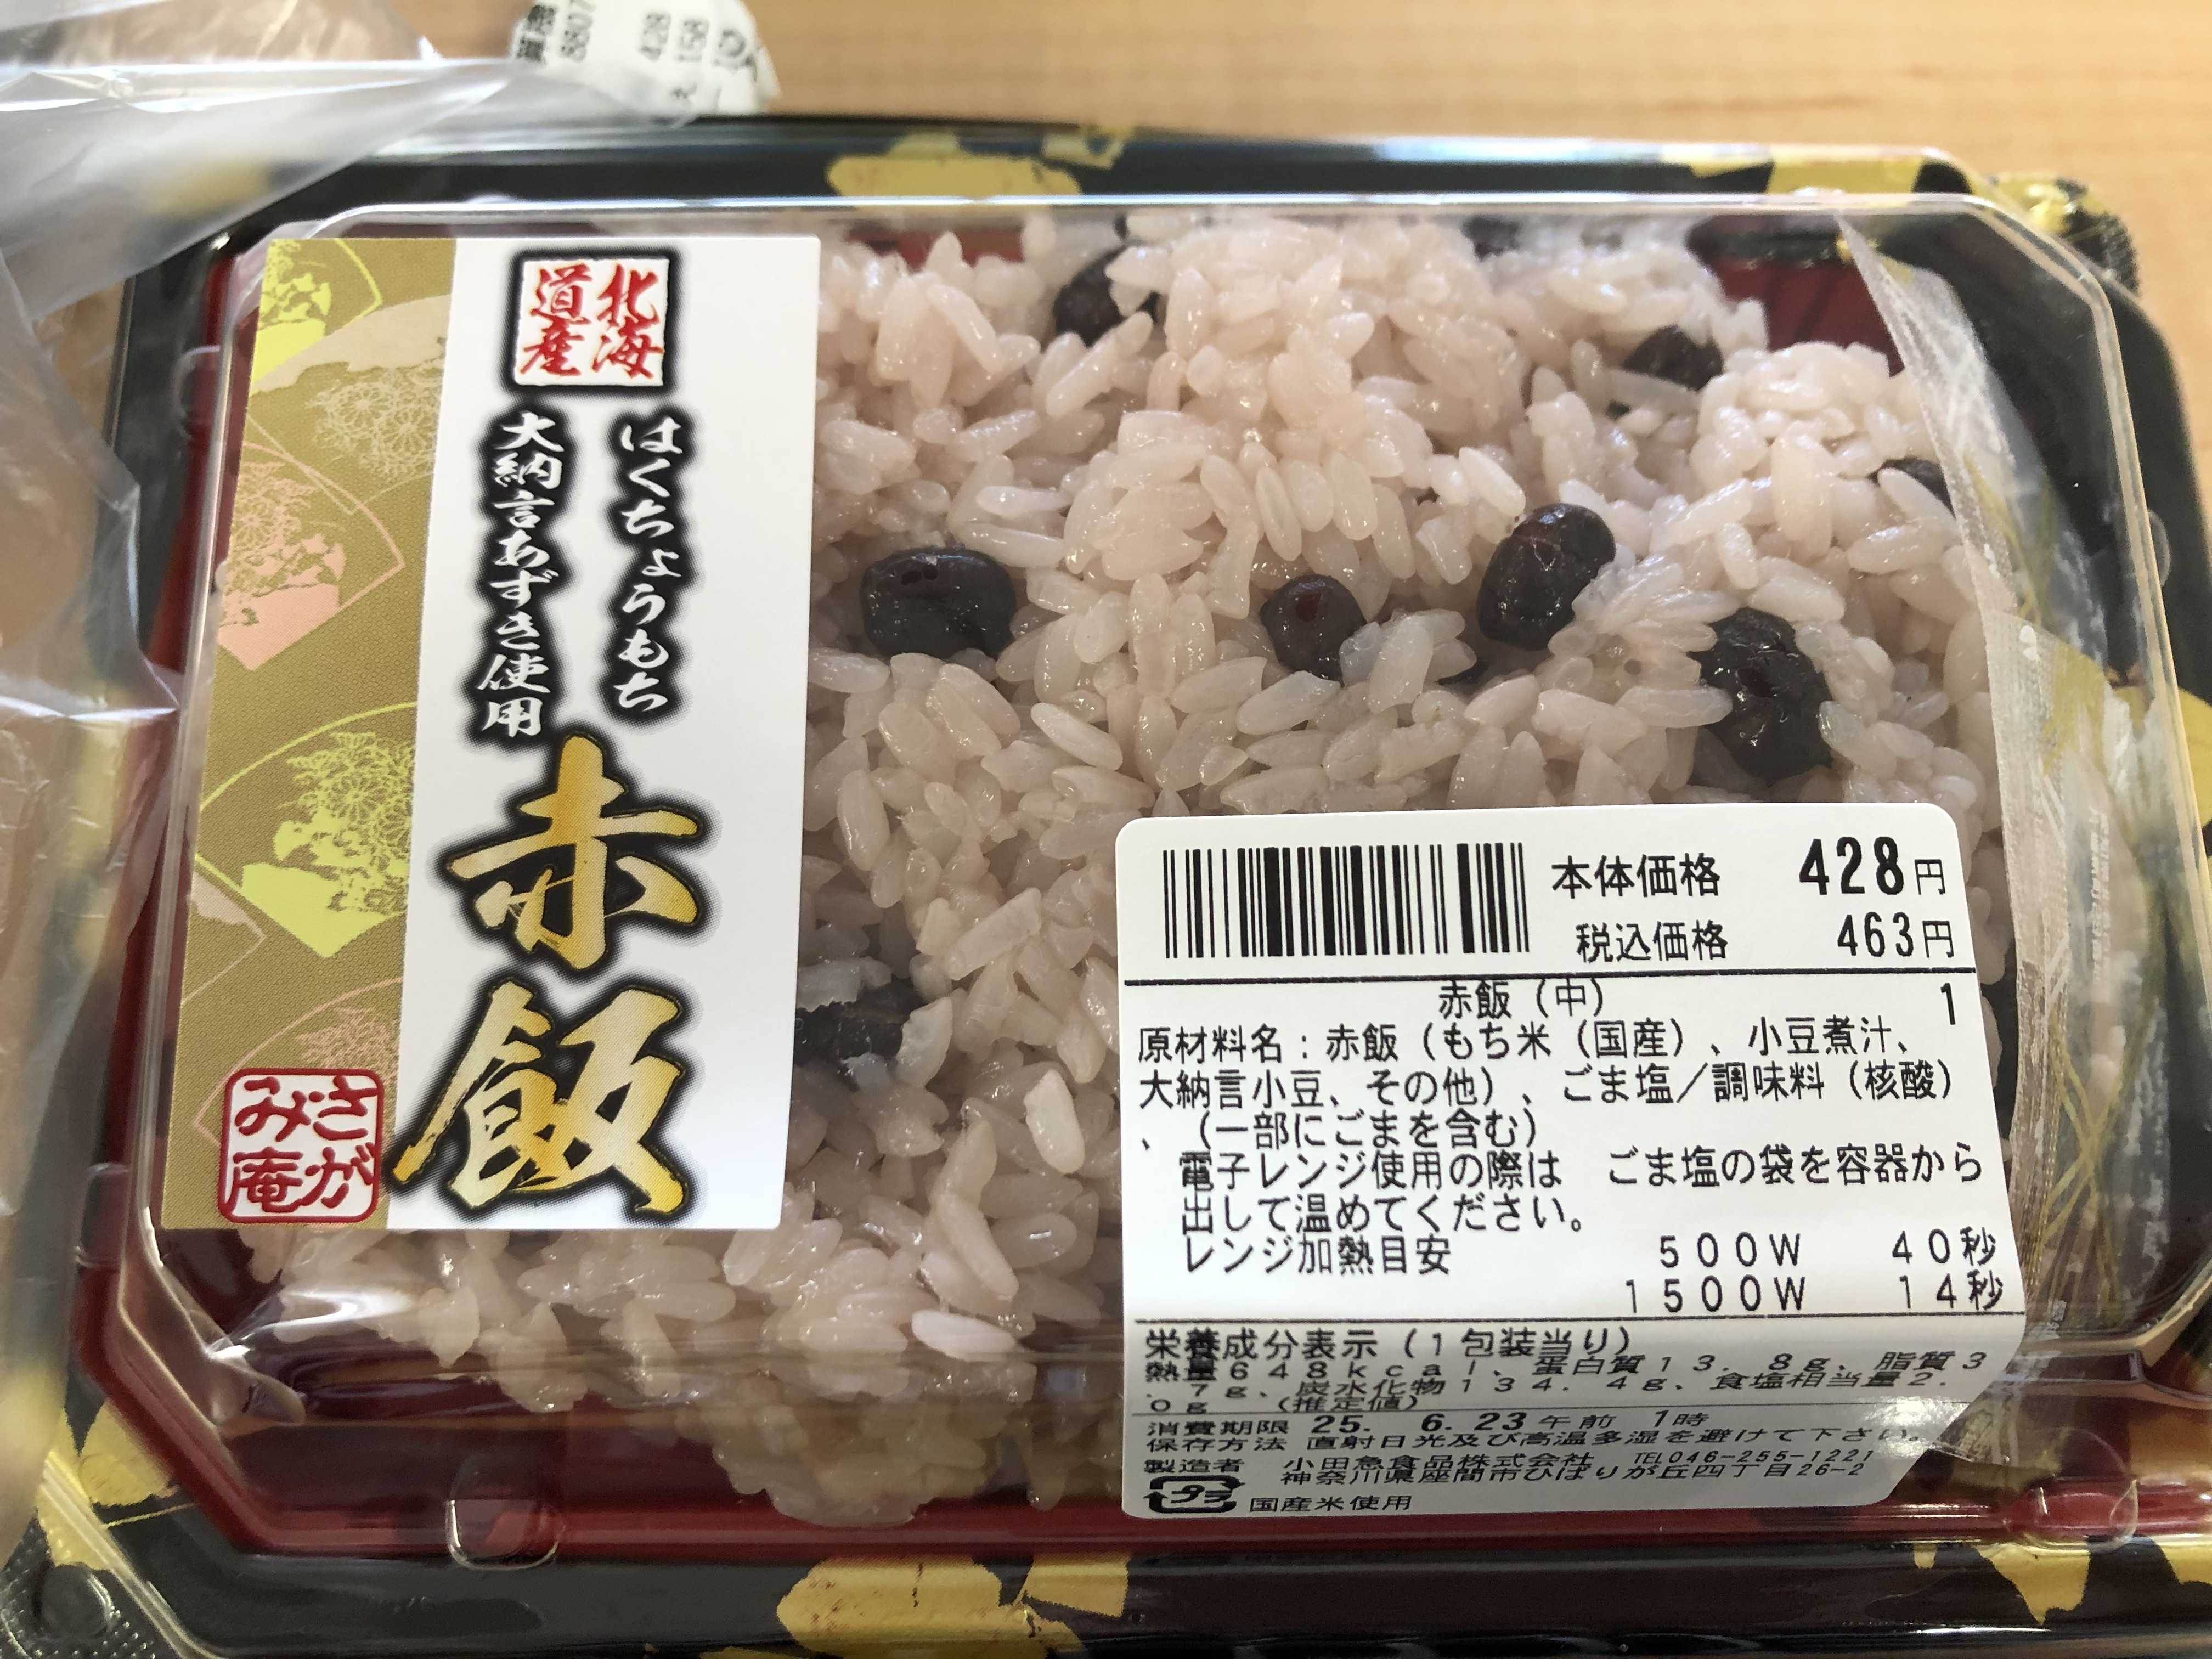 8607
428
158
北海
道産
はくちょうもち
大納言あずき使用
赤飯
さが
み庵
本体価格 428円
税込価格 463円
赤飯(中) 1
原材料名:赤飯(もち米(国産)、小豆煮汁、
大納言小豆、その他)、ごま塩/調味料(核酸)
、(一部にごまを含む)
電子レンジ使用の際は ごま塩の袋を容器から
出して温めてください。
レンジ加熱目安 500W 40秒
1500W 14秒
栄養成分表示(1包装当り)
熱量648kcal、蛋白質13.8g、脂質3
.7g、炭水化物134.4g、食塩相当量2.
0g (推定値)
消費期限 25. 6.23午前 1時
保存方法 直射日光及び高温多湿を避けて下さい。
製造者 小田急食品株式会社 TEL046-255-1221
神奈川県座間市ひばりが丘四丁目26-2
プラ 国産米使用